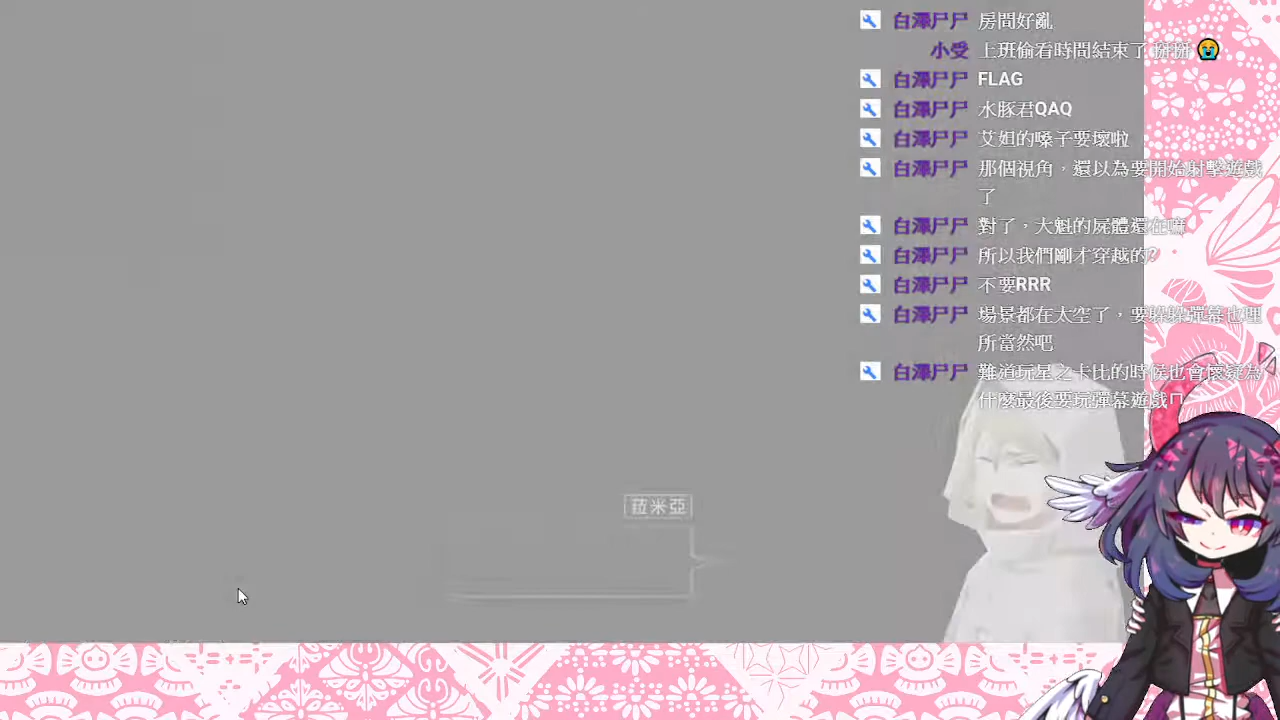 白澤尸尸 房間好亂
小受 上班偷看時間結束了 掰掰 😭
白澤尸尸 FLAG
白澤尸尸 水豚君QAQ
白澤尸尸 艾妲的嗓子要壞啦
白澤尸尸 那個視角，還以為要開始射擊遊戲
了
白澤尸尸 對了，大魁的屍體還在嘛
白澤尸尸 所以我們剛才穿越的?
白澤尸尸 不要RRR
白澤尸尸 場景都在太空了，要躲躲彈幕也理
所當然吧
白澤尸尸 難道玩星之卡比的時候也會懷疑為
什麼最後要玩彈幕遊戲ㄇ
菈米亞